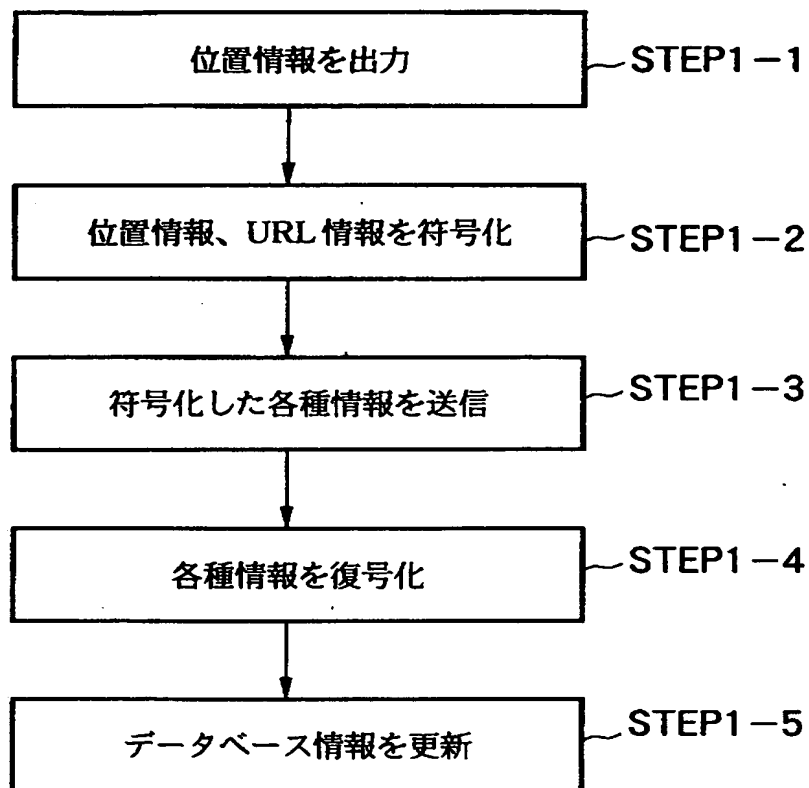 位置情報を出力
STEP1-1
位置情報、URL情報を符号化
STEP1-2
符号化した各種情報を送信
STEP1-3
各種情報を復号化
STEP1-4
データベース情報を更新
STEP1-5